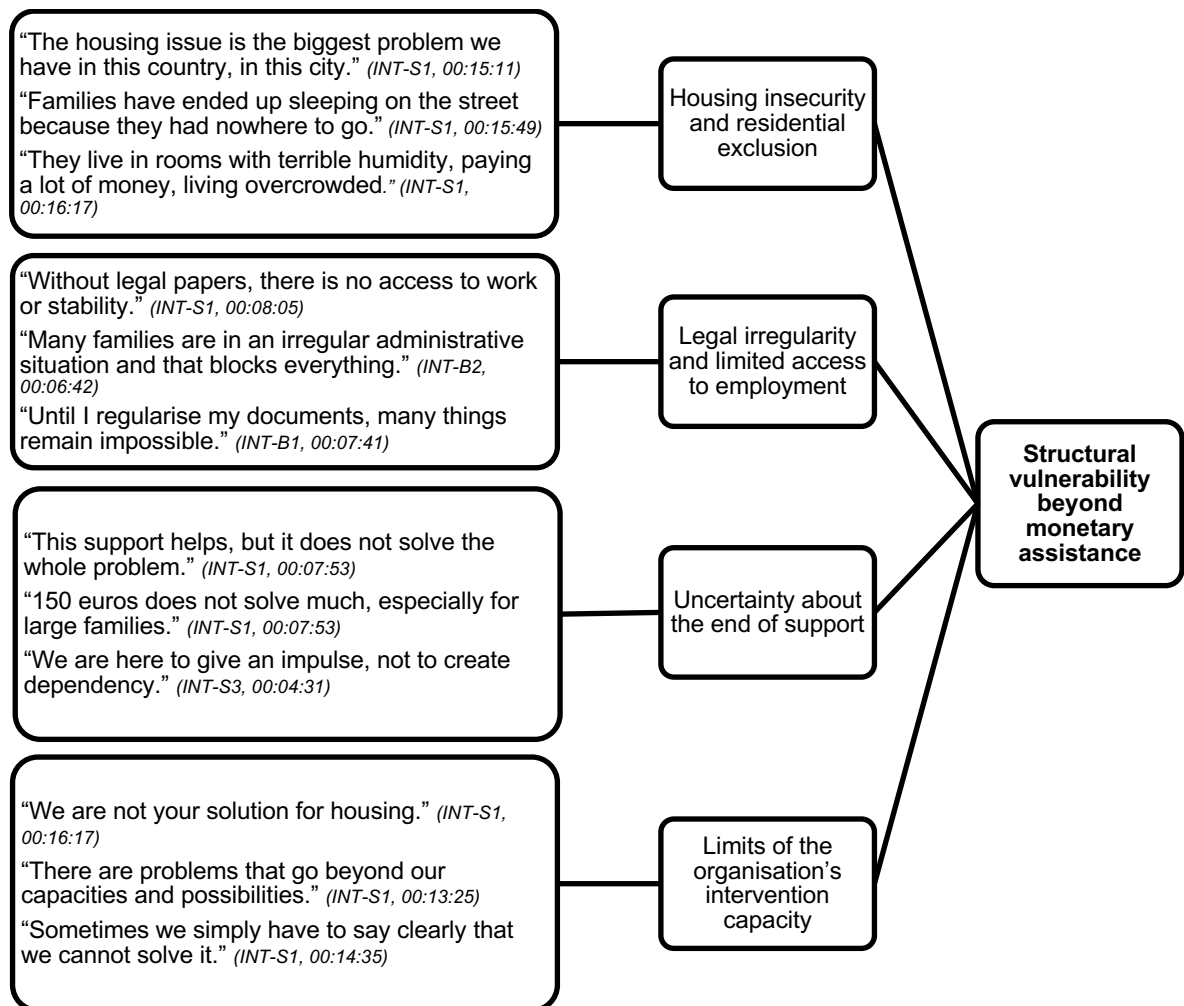 “The housing issue is the biggest problem we
have in this country, in this city.” (INT-S1, 00:15:11)
“Families have ended up sleeping on the street
because they had nowhere to go.” (INT-S1, 00:15:49)
“They live in rooms with terrible humidity, paying
a lot of money, living overcrowded.” (INT-S1,
00:16:17)
Housing insecurity
and residential
exclusion
“Without legal papers, there is no access to work
or stability.” (INT-S1, 00:08:05)
“Many families are in an irregular administrative
situation and that blocks everything.” (INT-B2,
00:06:42)
“Until I regularise my documents, many things
remain impossible.” (INT-B1, 00:07:41)
Legal irregularity
and limited access
to employment
“This support helps, but it does not solve the
whole problem.” (INT-S1, 00:07:53)
“150 euros does not solve much, especially for
large families.” (INT-S1, 00:07:53)
“We are here to give an impulse, not to create
dependency.” (INT-S3, 00:04:31)
Uncertainty about
the end of support
“We are not your solution for housing.” (INT-S1,
00:16:17)
“There are problems that go beyond our
capacities and possibilities.” (INT-S1, 00:13:25)
“Sometimes we simply have to say clearly that
we cannot solve it.” (INT-S1, 00:14:35)
Limits of the
organisation’s
intervention
capacity
Structural
vulnerability
beyond
monetary
assistance